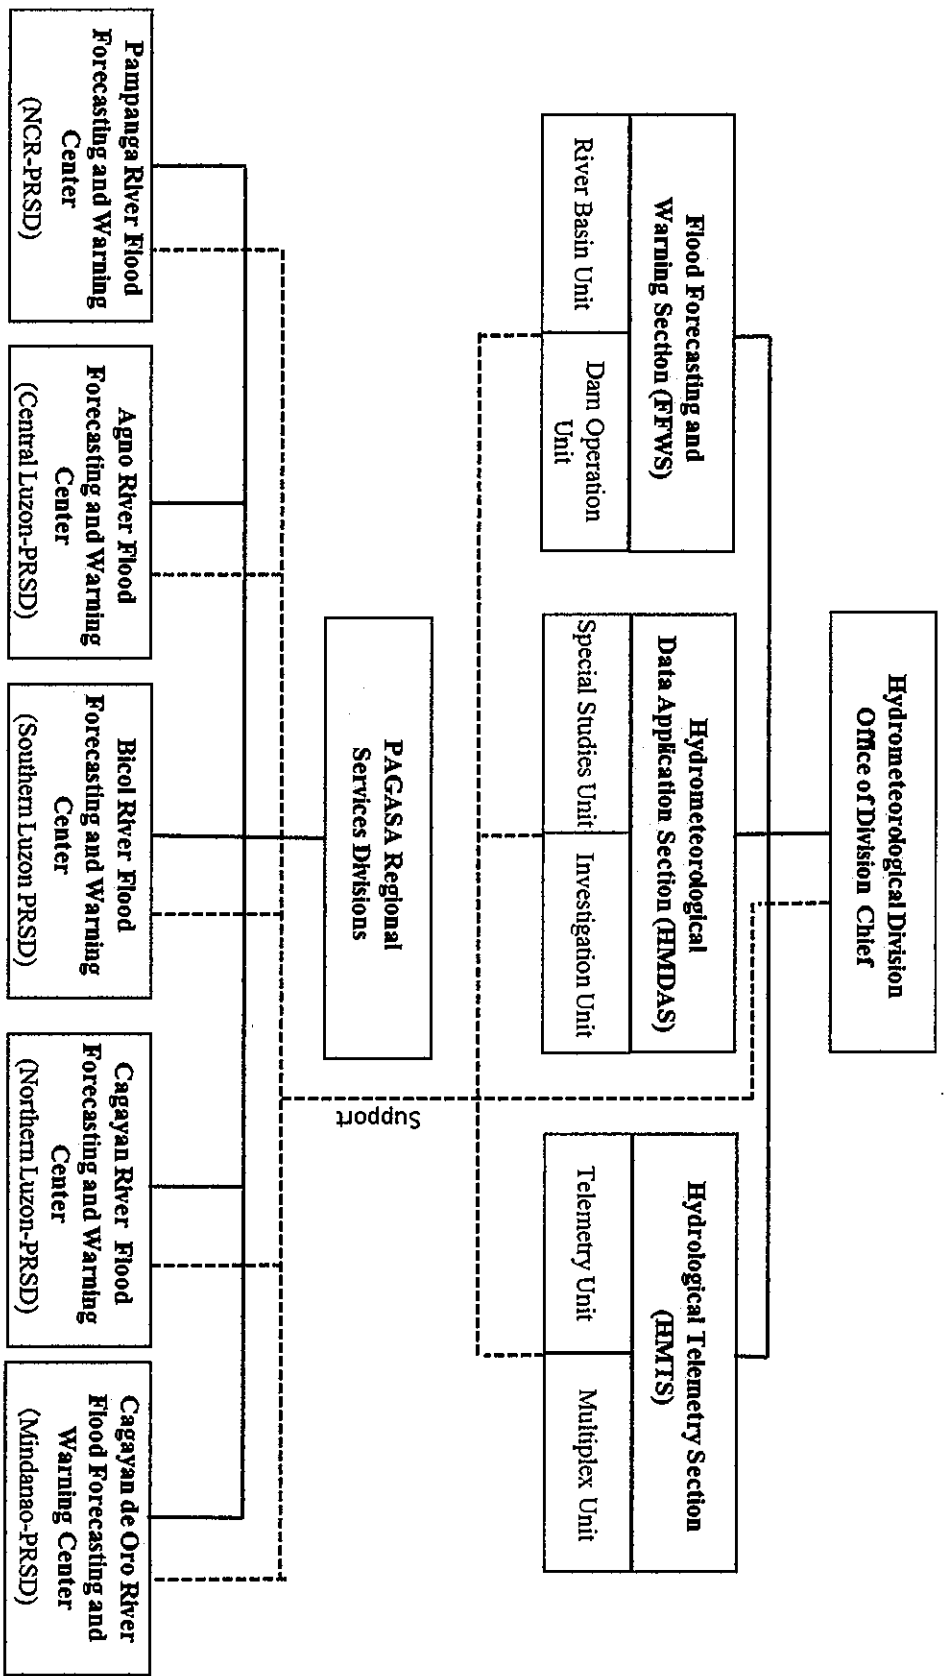 Hydrometeorological Division
Office of Division Chief
Flood Forecasting and
Warning Section (FFWS)
River Basin Unit
Dam Operation
Unit
Hydrometeorological
Data Application Section (HMDAS)
Special Studies Unit
Investigation Unit
Hydrological Telemetry Section
(HMTS)
Telemetry Unit
Multiplex Unit
Support
PAGASA Regional
Services Divisions
Pampanga River Flood
Forecasting and Warning
Center
(NCR-PRSD)
Agno River Flood
Forecasting and Warning
Center
(Central Luzon-PRSD)
Bicol River Flood
Forecasting and Warning
Center
(Southern Luzon PRSD)
Cagayan River Flood
Forecasting and Warning
Center
(Northern Luzon-PRSD)
Cagayan de Oro River
Flood Forecasting and
Warning Center
(Mindanao-PRSD)